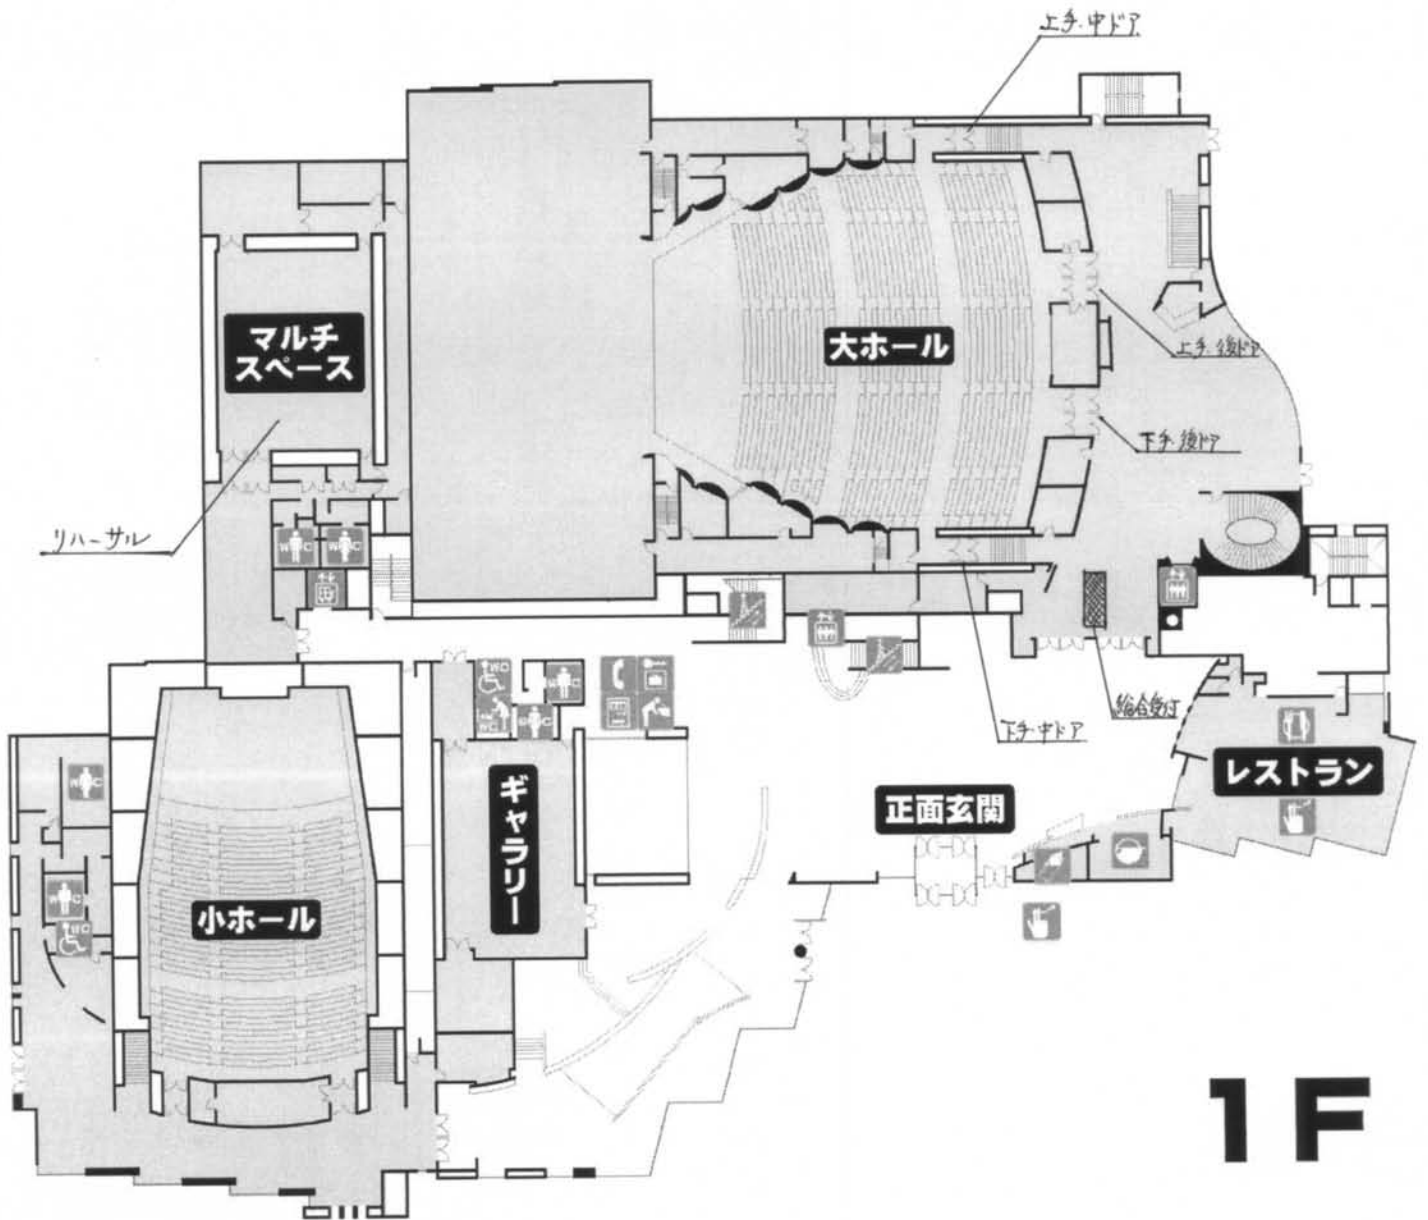 上手.中ドア
マルチ
スペース
大ホール
上手.後ドア
下手.後ドア
リハーサル
総合受付
下手.中ドア
レストラン
正面玄関
ギャラリー
小ホール
1F